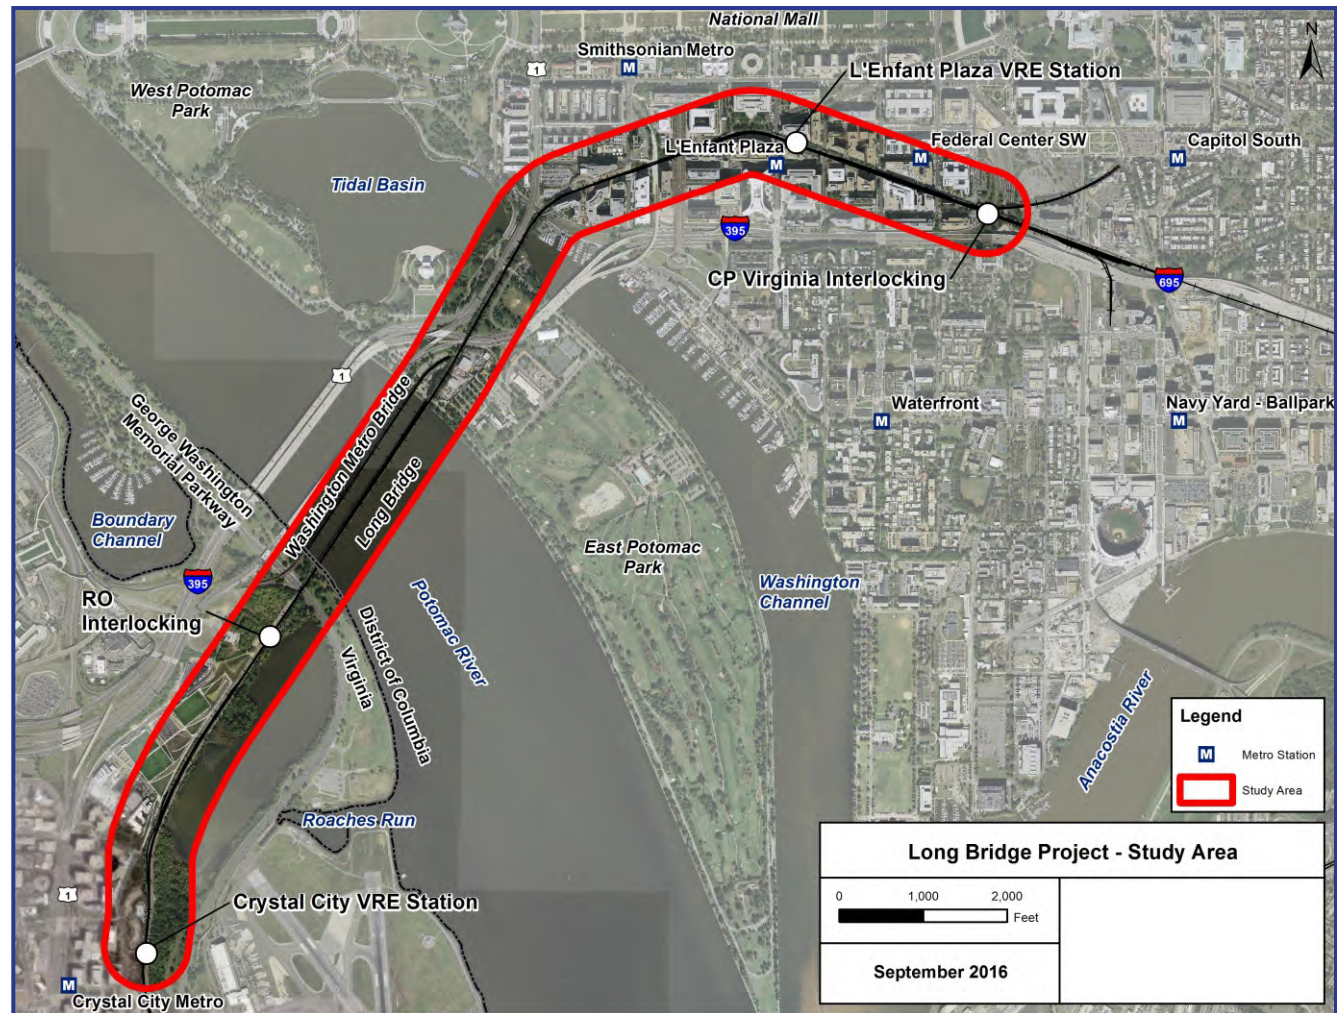 National Mall
N
Smithsonian Metro
M
1
L'Enfant Plaza VRE Station
West Potomac
Park
L'Enfant Plaza
M
Federal Center SW
M
Capitol South
M
Tidal Basin
395
CP Virginia Interlocking
695
1
Washington Metro Bridge
Long Bridge
George Washington
Memorial Parkway
Waterfront
M
Navy Yard - Ballpark
M
Boundary
Channel
395
East Potomac
Park
Washington
Channel
RO
Interlocking
Potomac River
District of Columbia
Virginia
Anacostia River
Roaches Run
1
Crystal City VRE Station
M
Crystal City Metro
Legend
M Metro Station
Study Area
Long Bridge Project - Study Area
0 1,000 2,000
Feet
September 2016